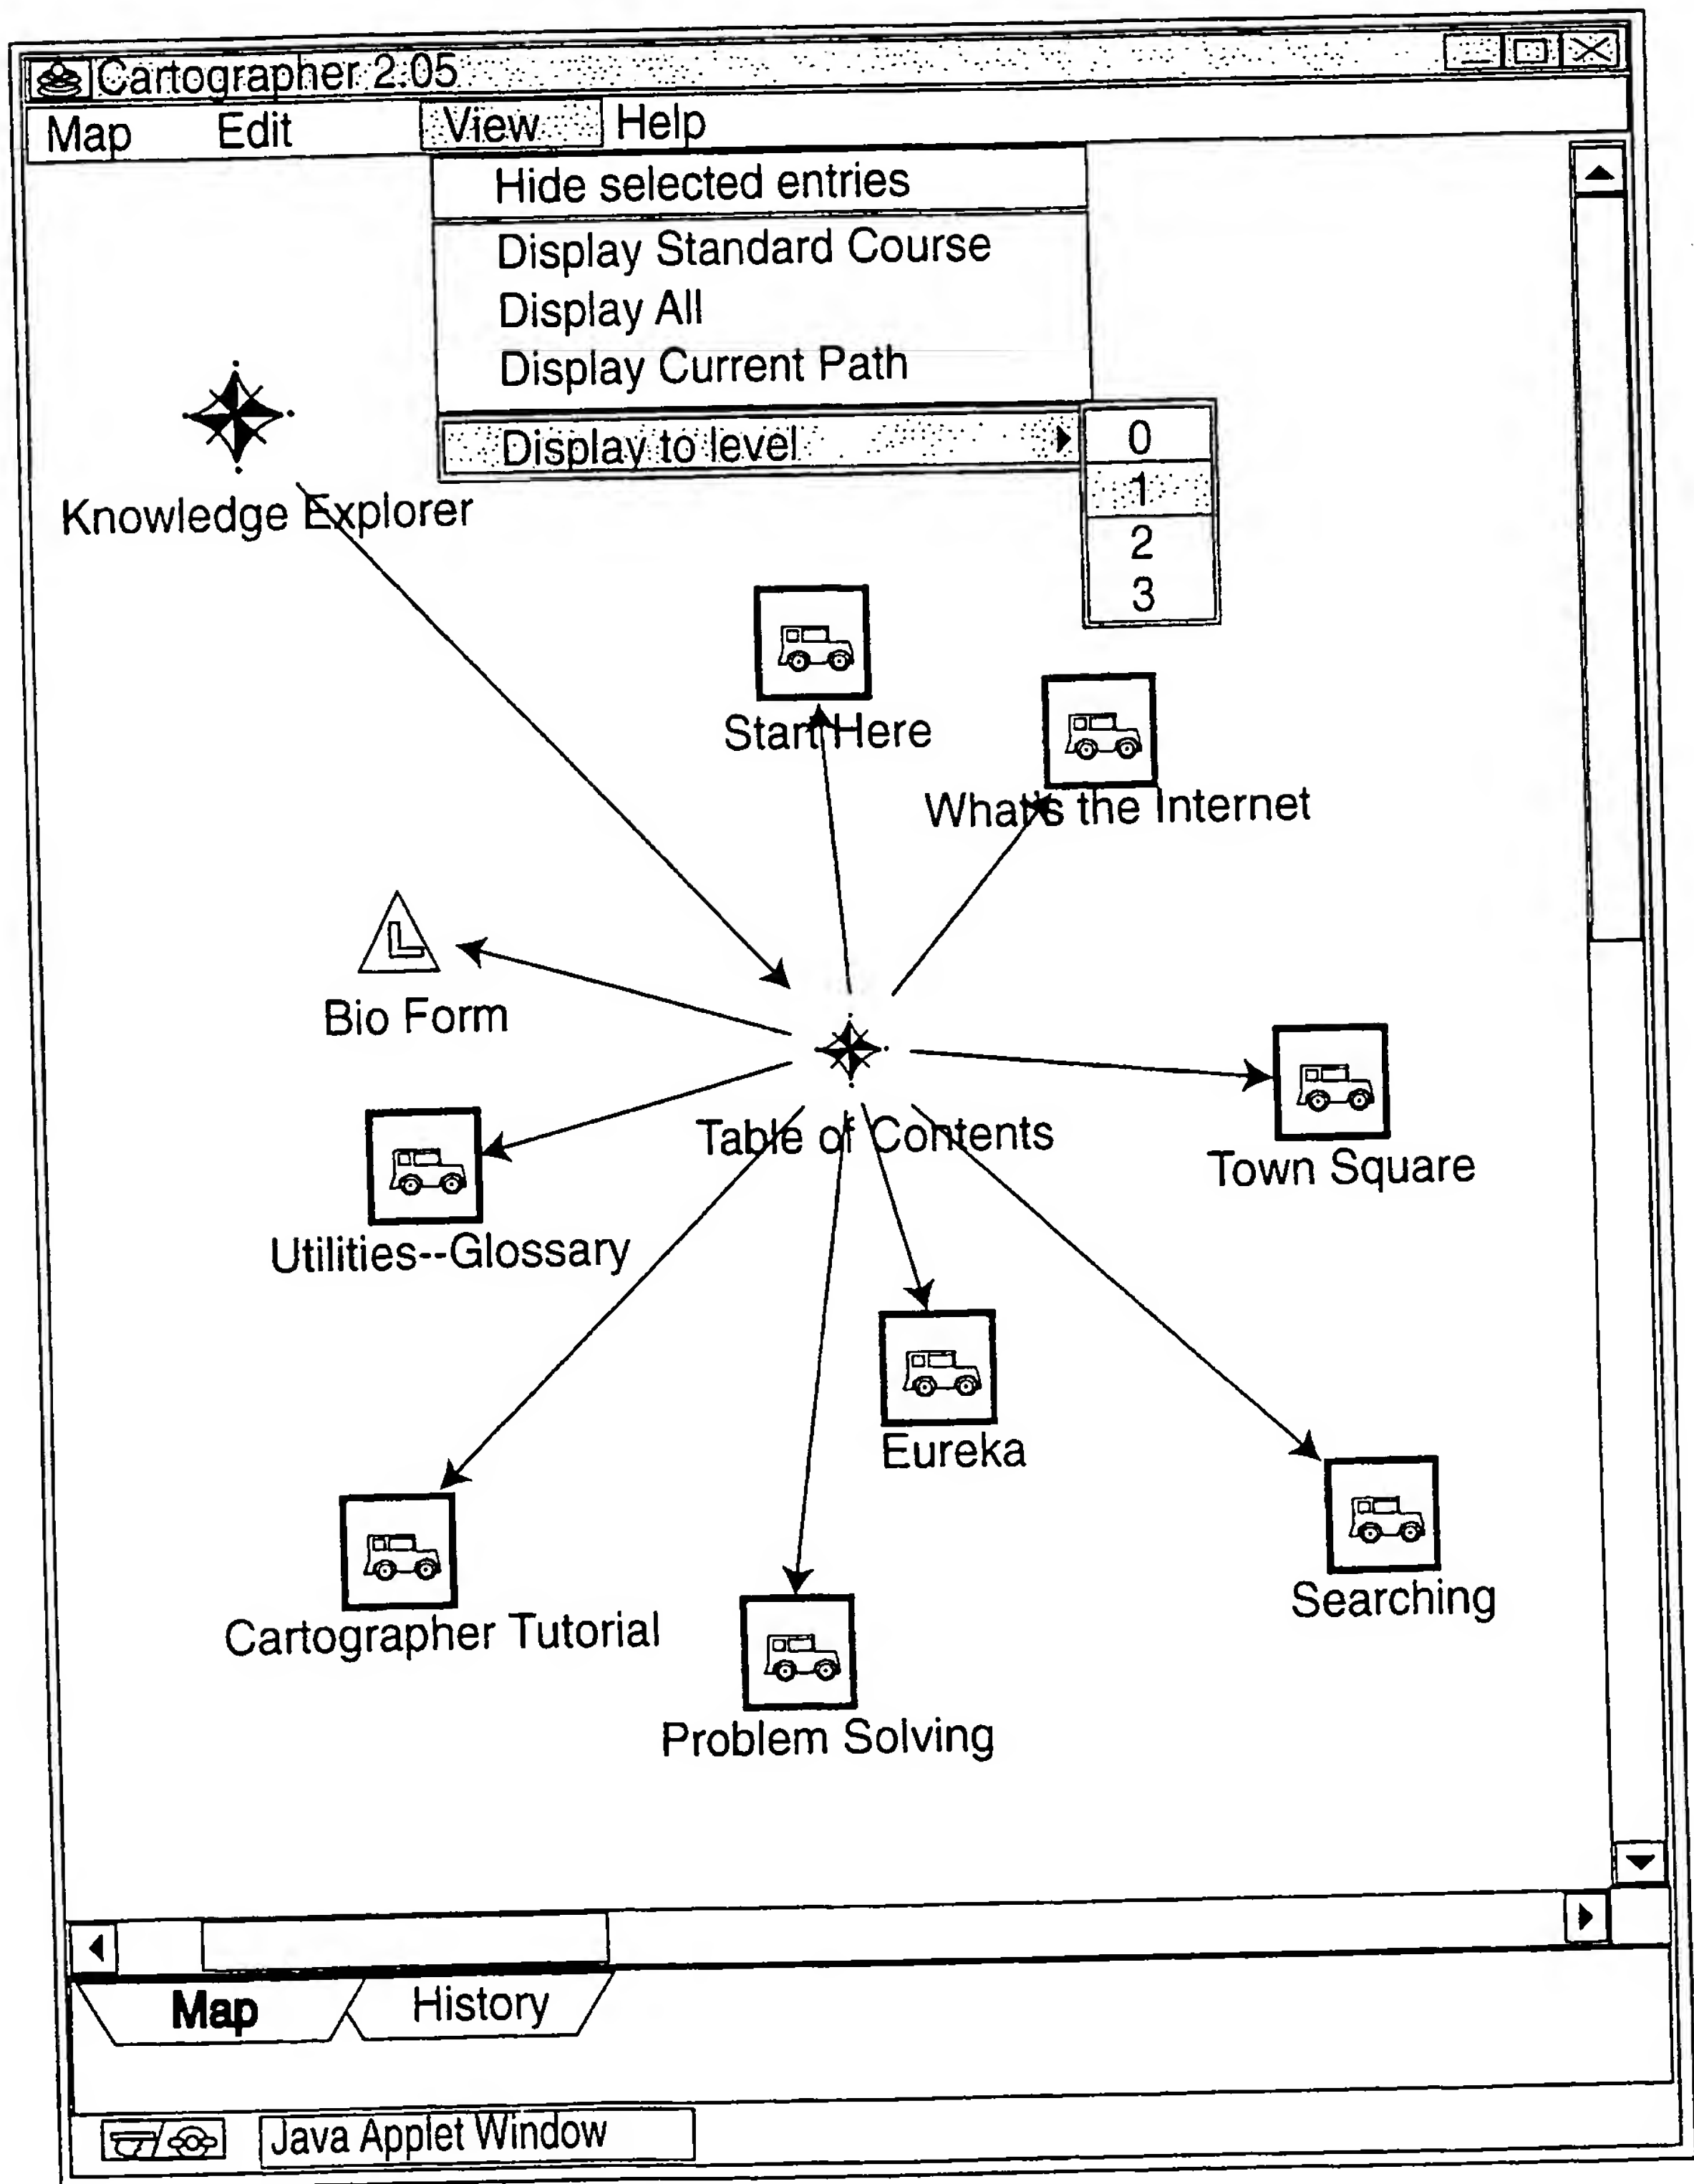 Cartographer 2.05
Map Edit View Help
Hide selected entries
Display Standard Course
Display All
Display Current Path
Display to level
0
1
2
3
Knowledge Explorer
Start Here
What's the Internet
L
Bio Form
Table of Contents
Town Square
Utilities--Glossary
Eureka
Searching
Cartographer Tutorial
Problem Solving
Map History
Java Applet Window